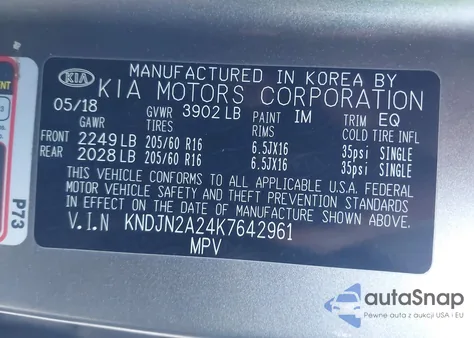 MANUFACTURED IN KOREA BY
KIA KIA MOTORS CORPORATION
05/18 GVWR 3902 LB PAINT IM TRIM EQ
GAWR TIRES RIMS COLD TIRE INFL
FRONT 2249 LB 205/60 R16 6.5JX16 35psi SINGLE
REAR 2028 LB 205/60 R16 6.5JX16 35psi SINGLE
THIS VEHICLE CONFORMS TO ALL APPLICABLE U.S.A. FEDERAL
MOTOR VEHICLE SAFETY AND THEFT PREVENTION STANDARDS
IN EFFECT ON THE DATE OF MANUFACTURE SHOWN ABOVE.
V.I.N KNDJN2A24K7642961
MPV
P73
autoSnap
Pewne auta z aukcji USA i EU